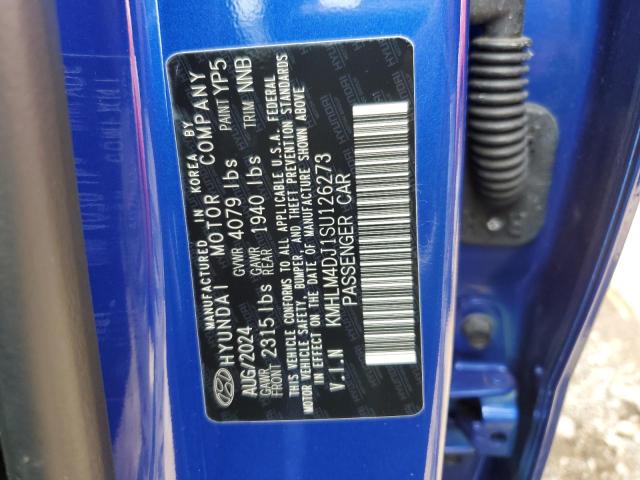 MANUFACTURED IN KOREA BY
HYUNDAI MOTOR COMPANY
AUG/2024 GVWR 4079 lbs PAINT YP5
GAWR FRONT 2315 lbs GAWR REAR 1940 lbs TRIM NNB
THIS VEHICLE CONFORMS TO ALL APPLICABLE U.S.A. FEDERAL
MOTOR VEHICLE SAFETY, BUMPER, AND THEFT PREVENTION STANDARDS
IN EFFECT ON THE DATE OF MANUFACTURE SHOWN ABOVE
V.I.N KMHLM4DJ1SU126273
PASSENGER CAR